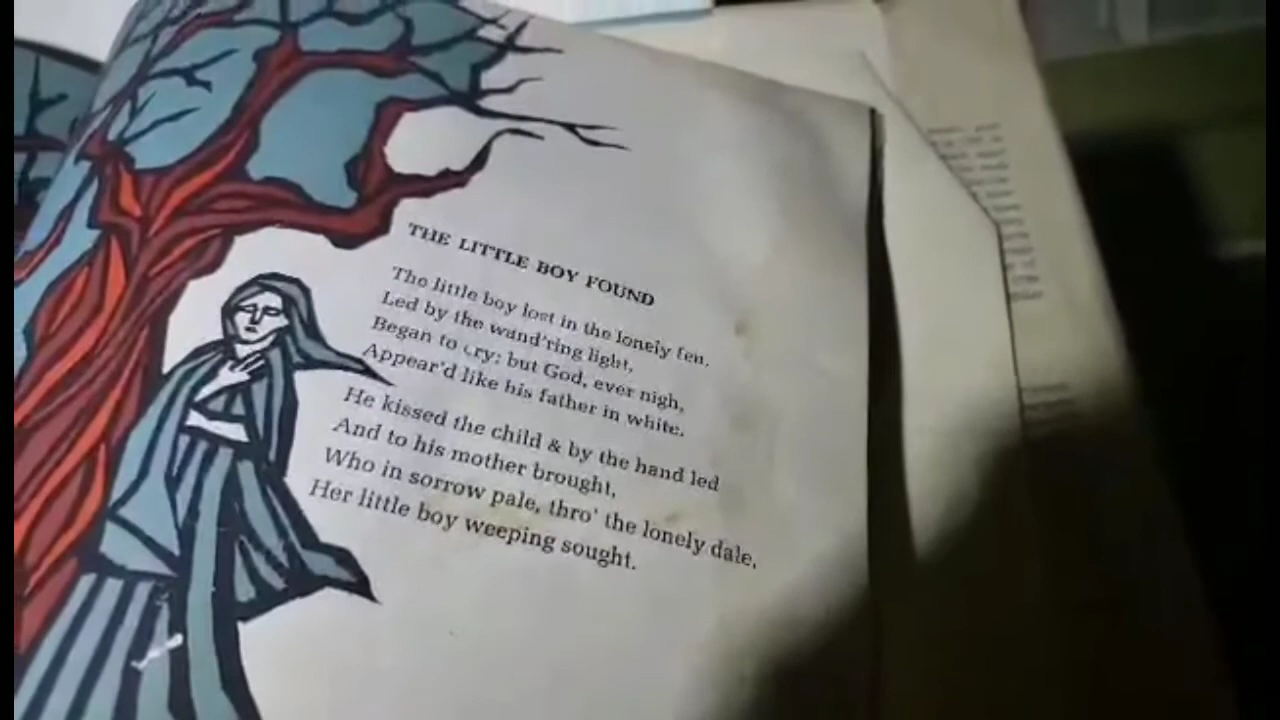 THE LITTLE BOY FOUND
The little boy lost in the lonely fen,
Led by the wand'ring light,
Began to cry; but God, ever nigh,
Appear'd like his father in white.
He kissed the child & by the hand led
And to his mother brought,
Who in sorrow pale, thro' the lonely dale,
Her little boy weeping sought.